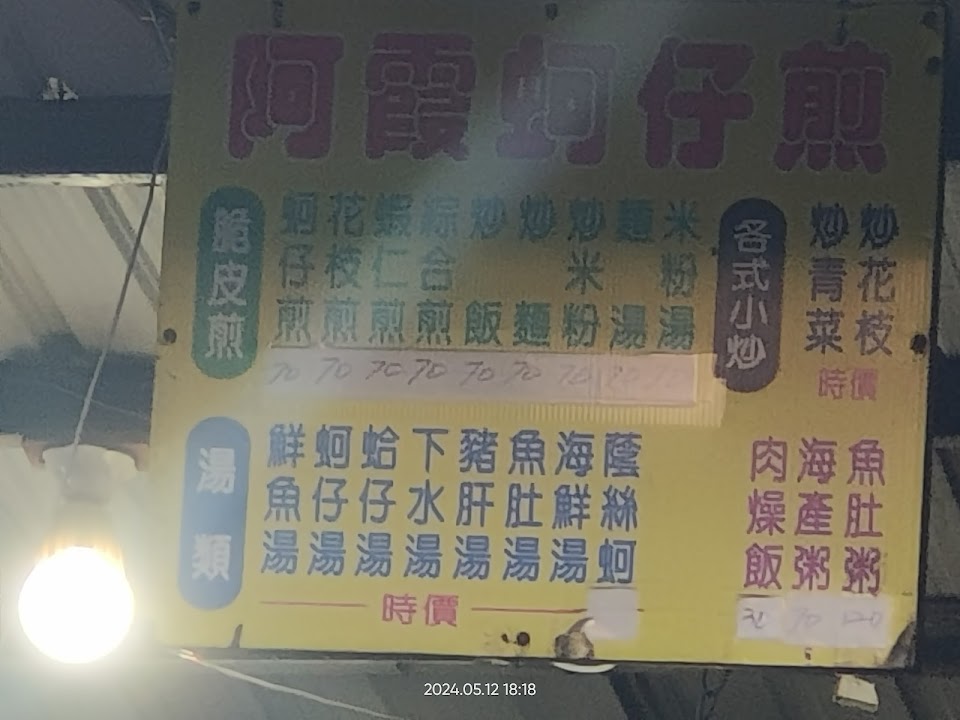 阿霞蚵仔煎
脆皮煎
蚵仔煎
花枝煎
蝦仁煎
綜合煎
炒飯
炒麵
炒米粉
麵湯
米粉湯
70 70 70 70 70 70 70
各式小炒
炒青菜
炒花枝
時價
湯類
鮮魚湯
蚵仔湯
蛤仔湯
下水湯
豬肝湯
魚肚湯
海鮮湯
蔭絲蚵
時價
肉燥飯
海產粥
魚肚粥
70
2024.05.12 18:18